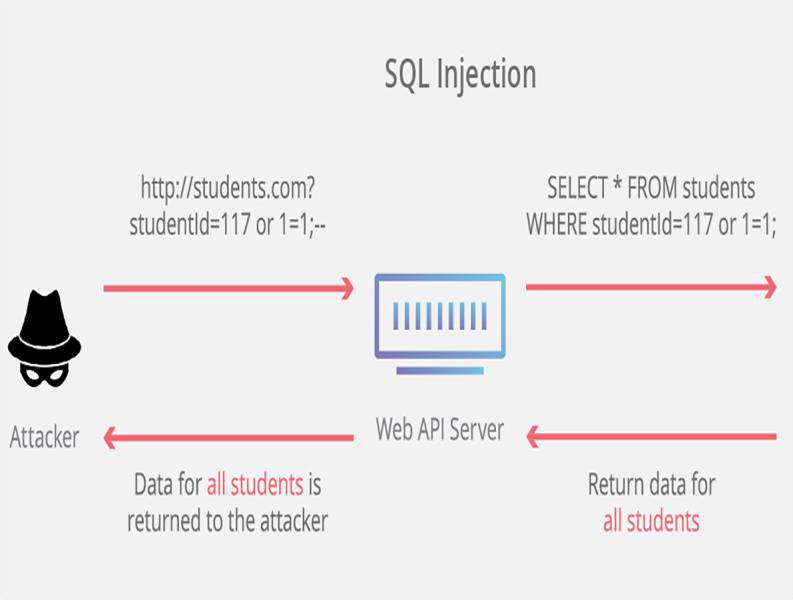 SQL Injection
http://students.com?
studentId=117 or 1=1;--
SELECT * FROM students
WHERE studentId=117 or 1=1;
Attacker
Web API Server
Data for all students is
returned to the attacker
Return data for
all students